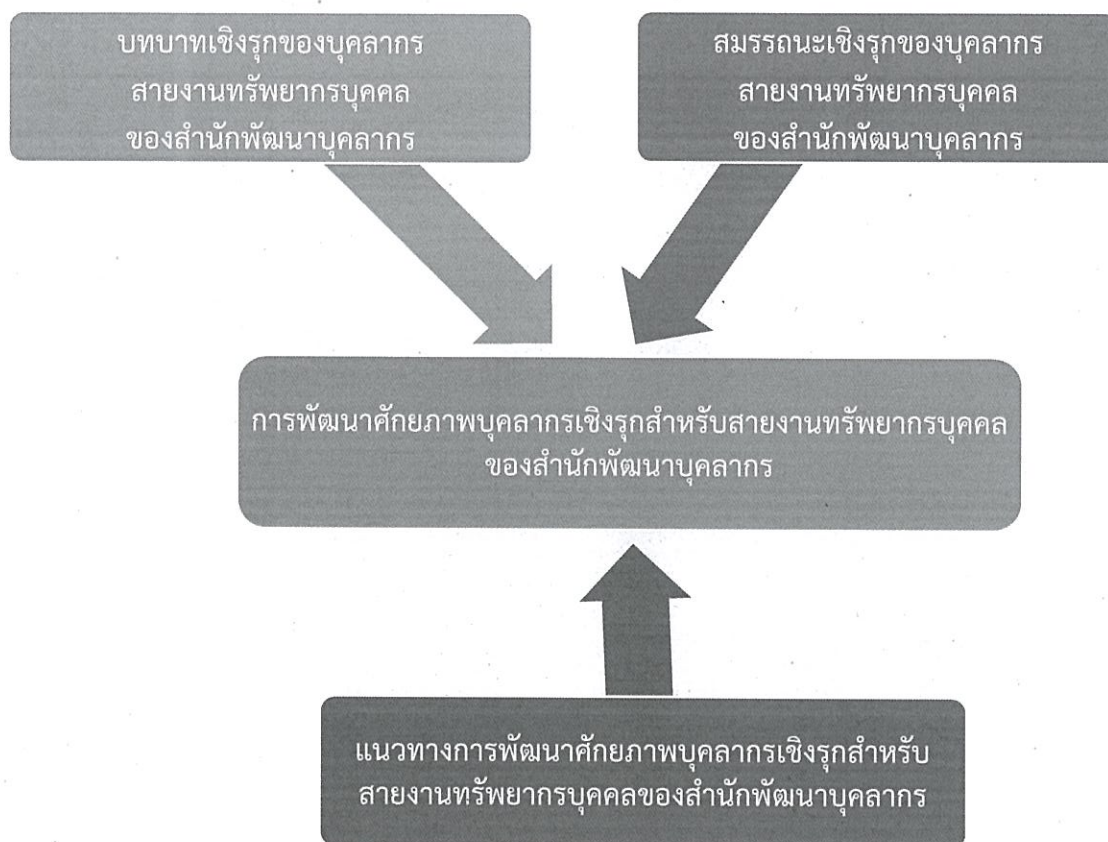 บทบาทเชิงรุกของบุคลากร
สายงานทรัพยากรบุคคล
ของสำนักพัฒนาบุคลากร
สมรรถนะเชิงรุกของบุคลากร
สายงานทรัพยากรบุคคล
ของสำนักพัฒนาบุคลากร
การพัฒนาศักยภาพบุคลากรเชิงรุกสำหรับสายงานทรัพยากรบุคคล
ของสำนักพัฒนาบุคลากร
แนวทางการพัฒนาศักยภาพบุคลากรเชิงรุกสำหรับ
สายงานทรัพยากรบุคคลของสำนักพัฒนาบุคลากร